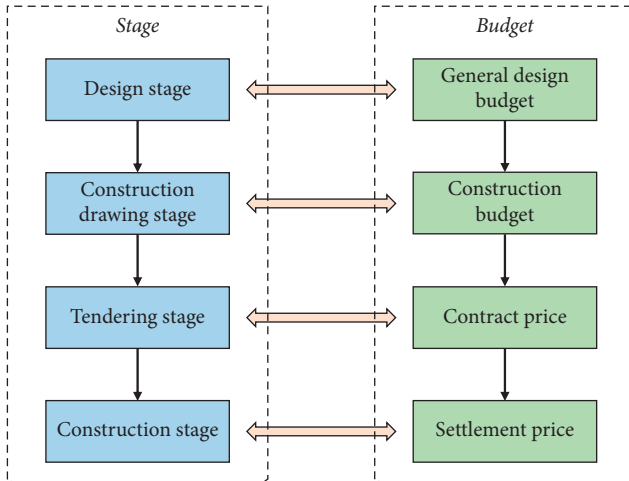 Stage
Budget
Design stage
General design
budget
Construction
drawing stage
Construction
budget
Tendering stage
Contract price
Construction stage
Settlement price